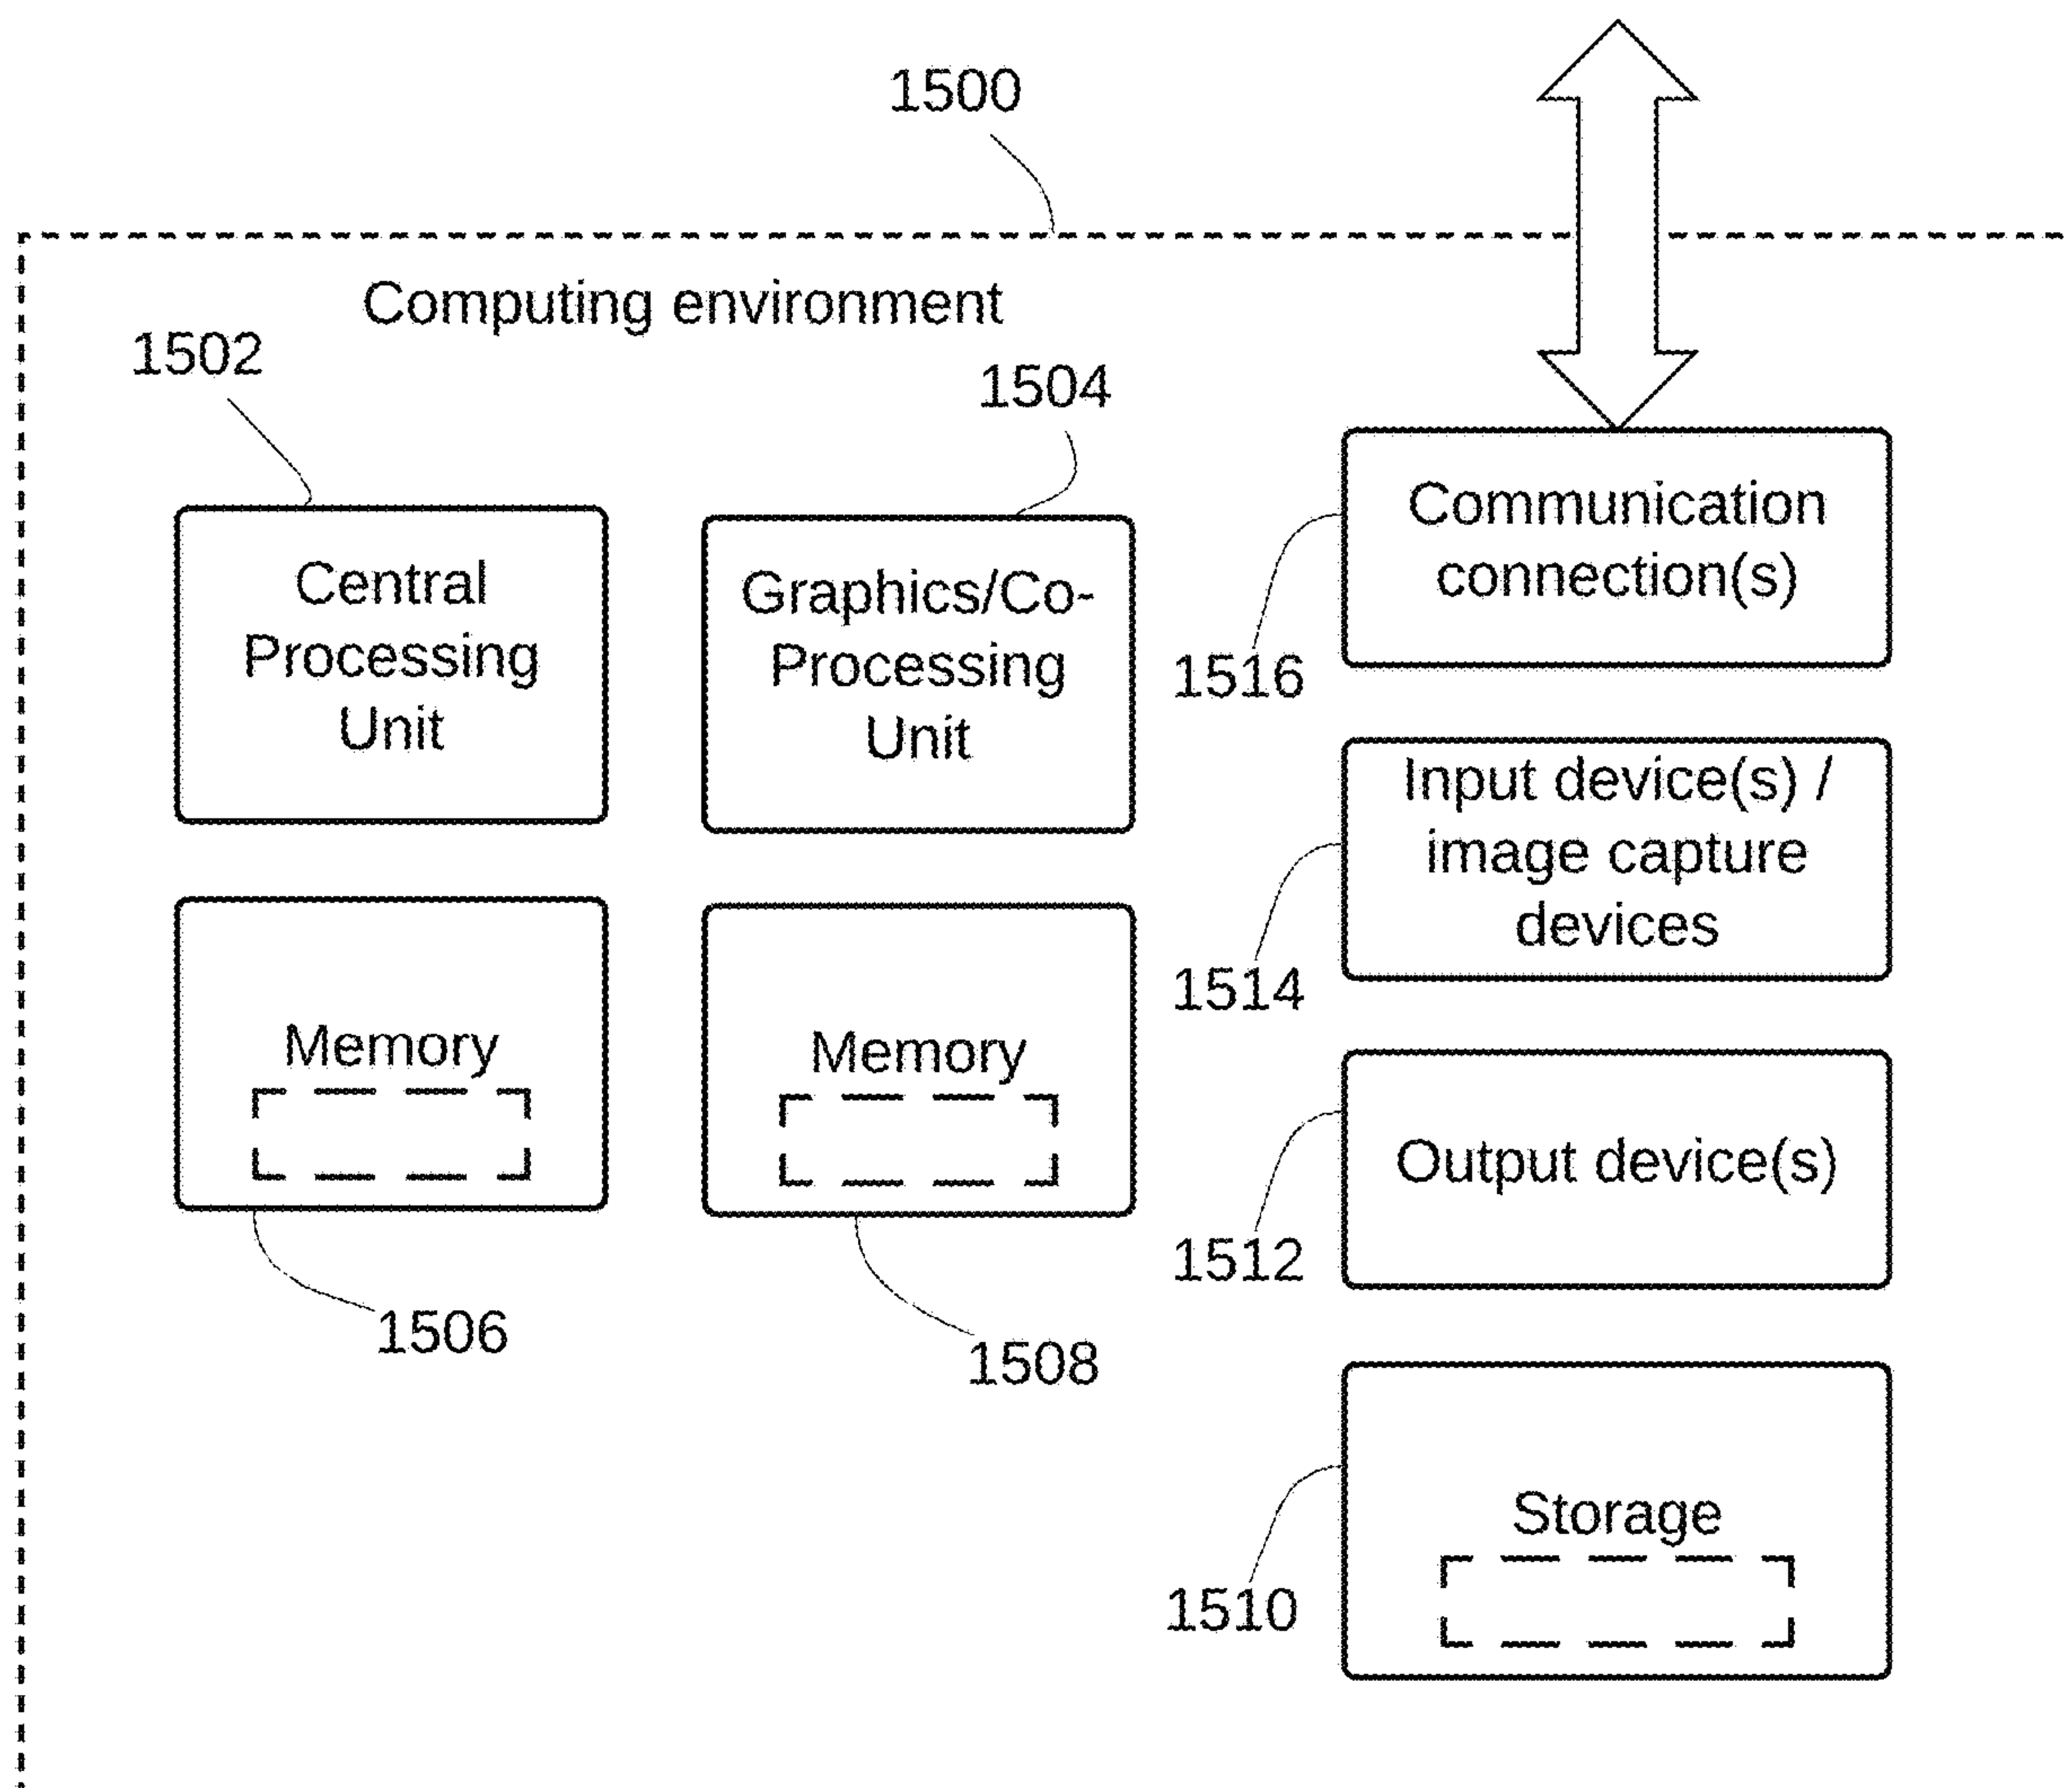 1500
Computing environment
1502
1504
Central
Processing
Unit
Graphics/Co-
Processing
Unit
Communication
connection(s)
1516
Input device(s) /
image capture
devices
1514
Memory
1506
Memory
1508
Output device(s)
1512
Storage
1510